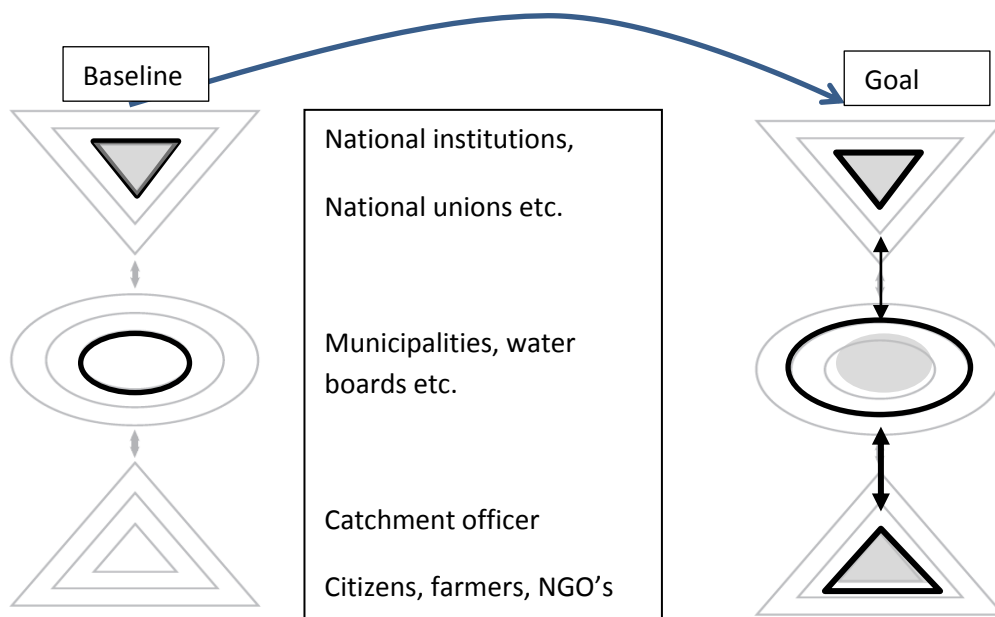 Baseline
Goal
National institutions,
National unions etc.
Municipalities, water
boards etc.
Catchment officer
Citizens, farmers, NGO’s